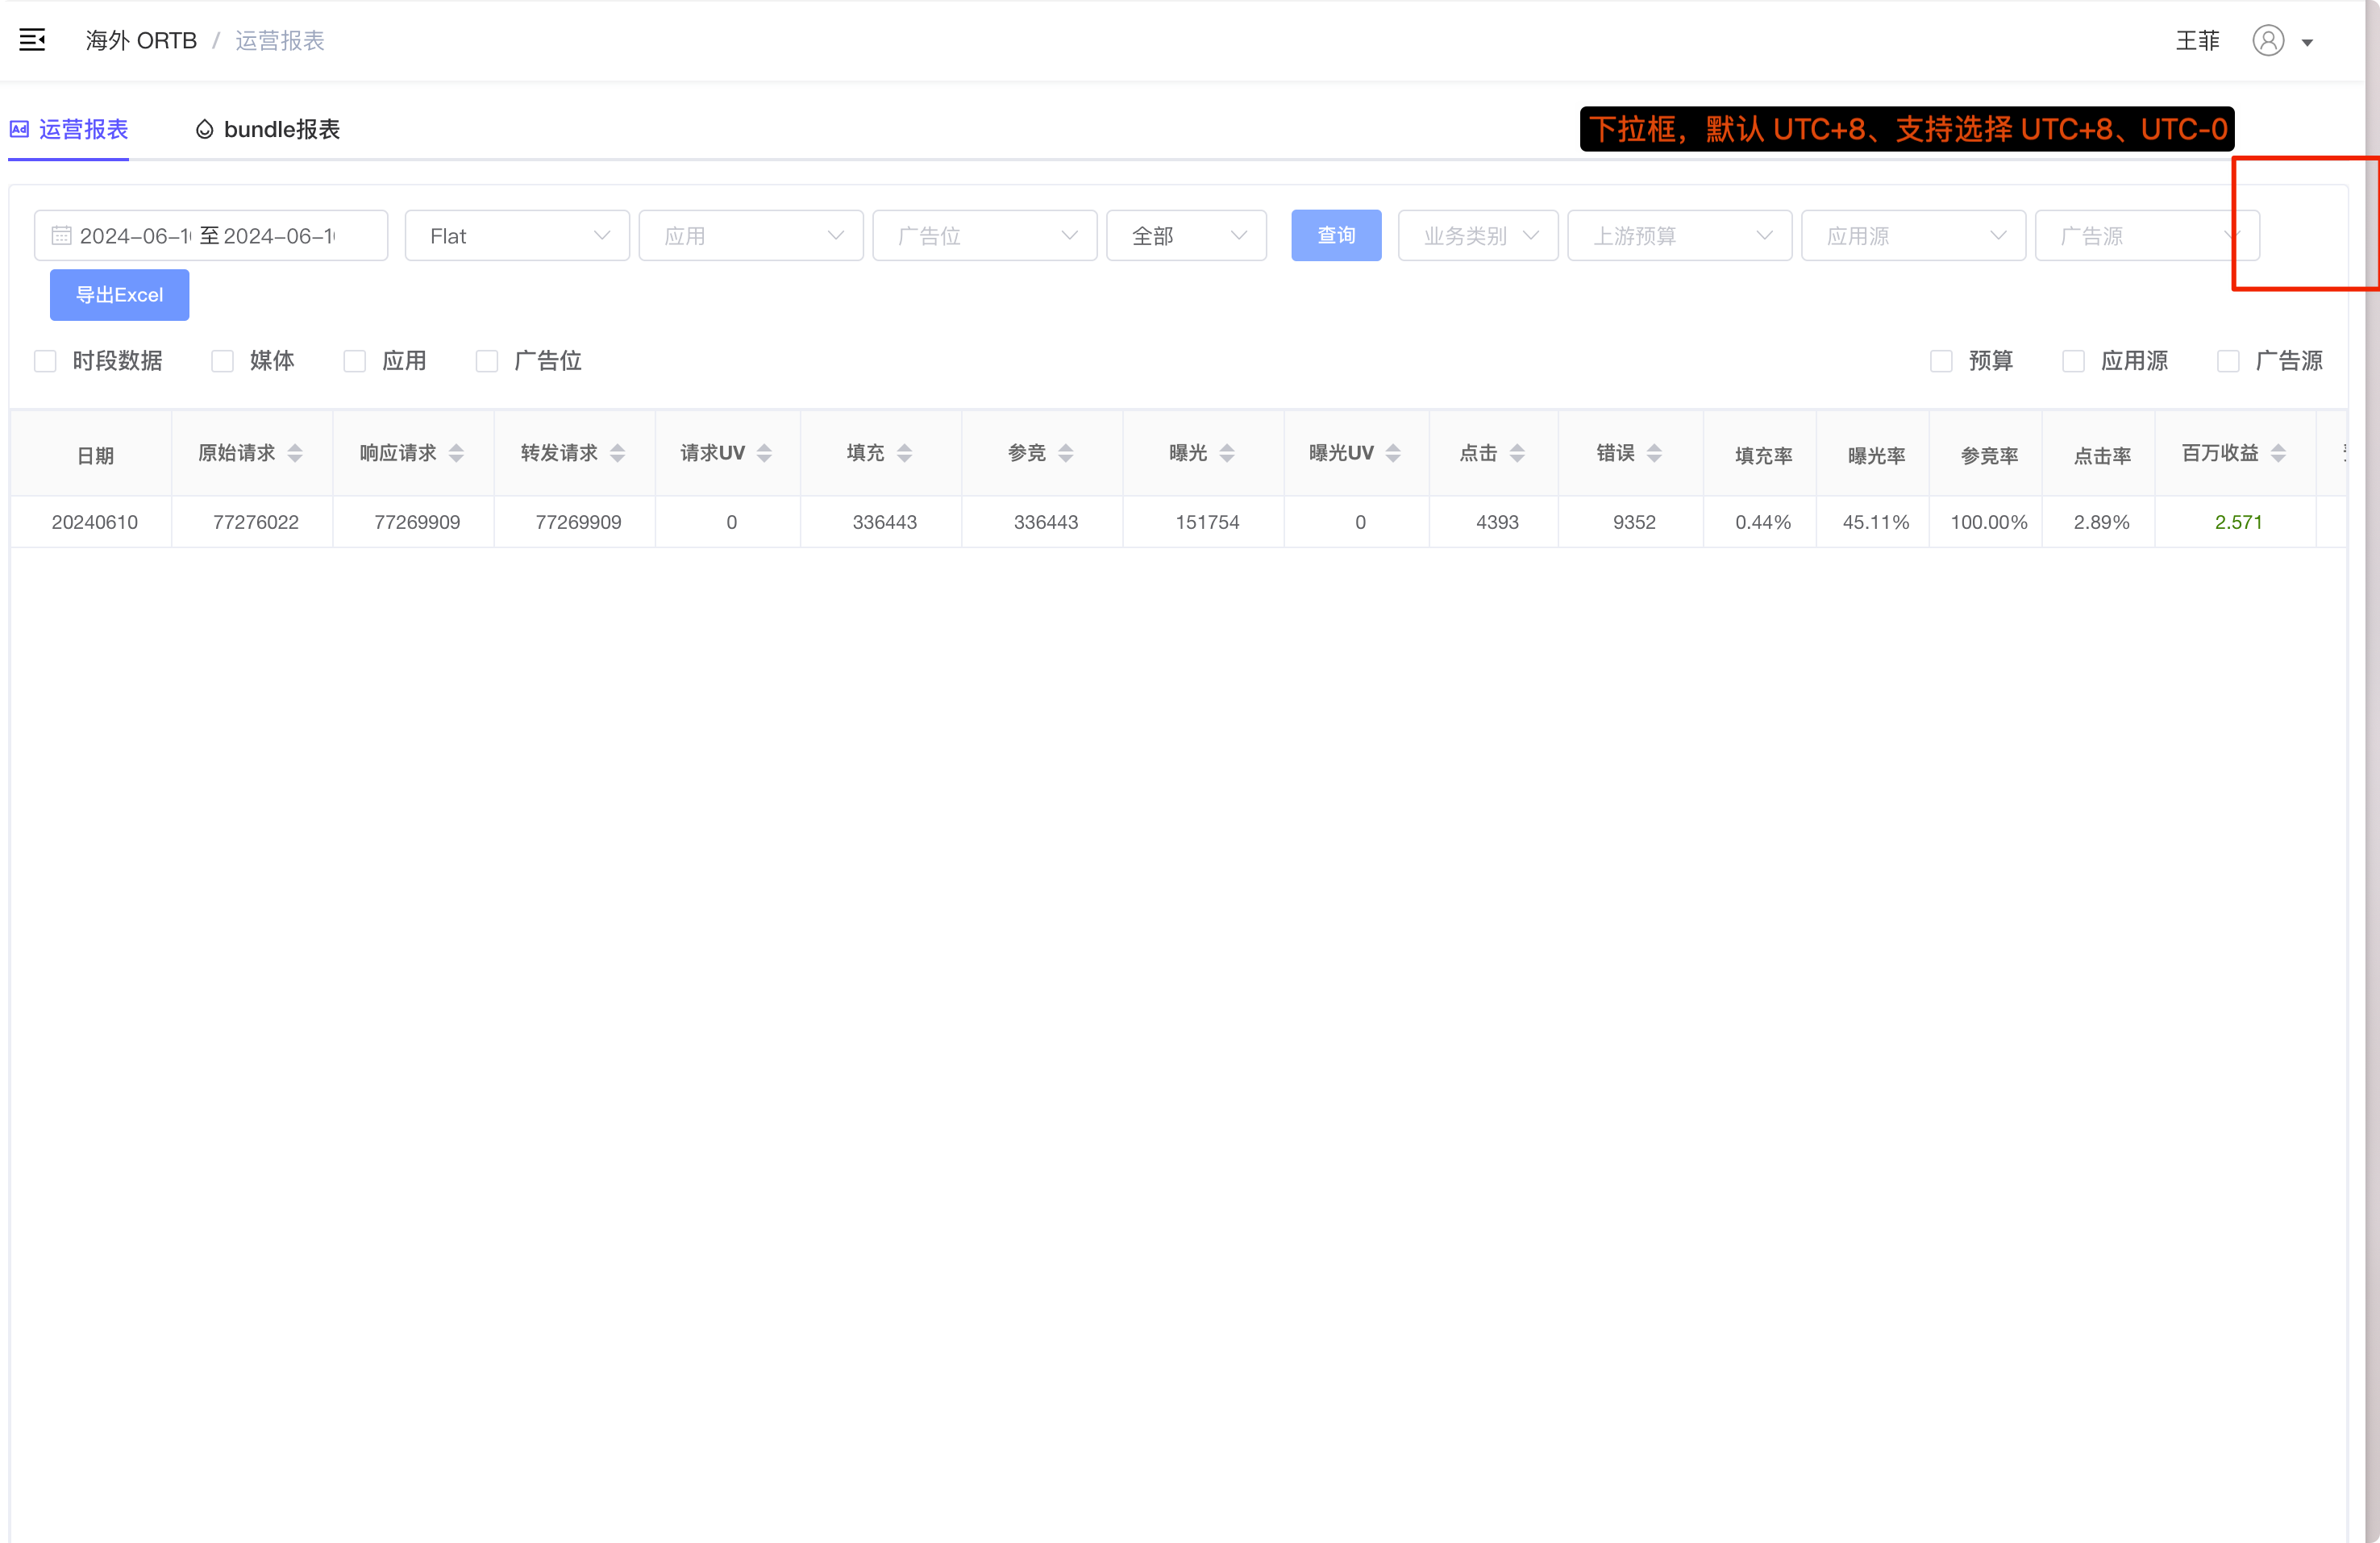 海外 ORTB / 运营报表
王菲
运营报表
bundle报表
下拉框，默认 UTC+8、支持选择 UTC+8、UTC-0
2024-06-1 至 2024-06-1
Flat
应用
广告位
全部
查询
业务类别
上游预算
应用源
广告源
导出Excel
时段数据 媒体 应用 广告位 预算 应用源 广告源
日期 原始请求 响应请求 转发请求 请求UV 填充 参竞 曝光 曝光UV 点击 错误 填充率 曝光率 参竞率 点击率 百万收益
20240610 77276022 77269909 77269909 0 336443 336443 151754 0 4393 9352 0.44% 45.11% 100.00% 2.89% 2.571